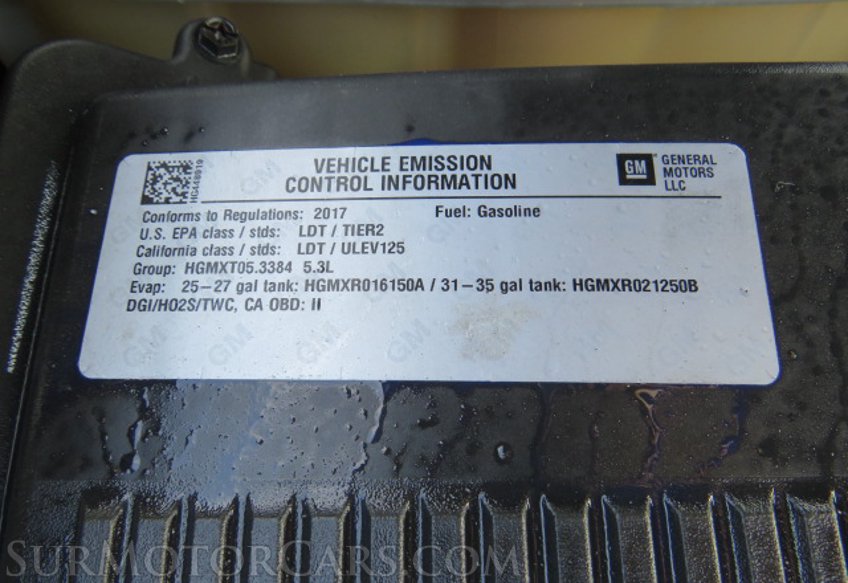 HG448919
VEHICLE EMISSION
CONTROL INFORMATION
GM
GENERAL
MOTORS
LLC
Conforms to Regulations: 2017 Fuel: Gasoline
U.S. EPA class / stds: LDT / TIER2
California class / stds: LDT / ULEV125
Group: HGMXT05.3384 5.3L
Evap: 25-27 gal tank: HGMXR016150A / 31-35 gal tank: HGMXR021250B
DGI/HO2S/TWC, CA OBD: II
SURMOTORCARS.COM